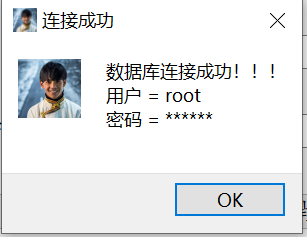 连接成功
数据库连接成功！！！
用户 = root
密码 = ******
OK